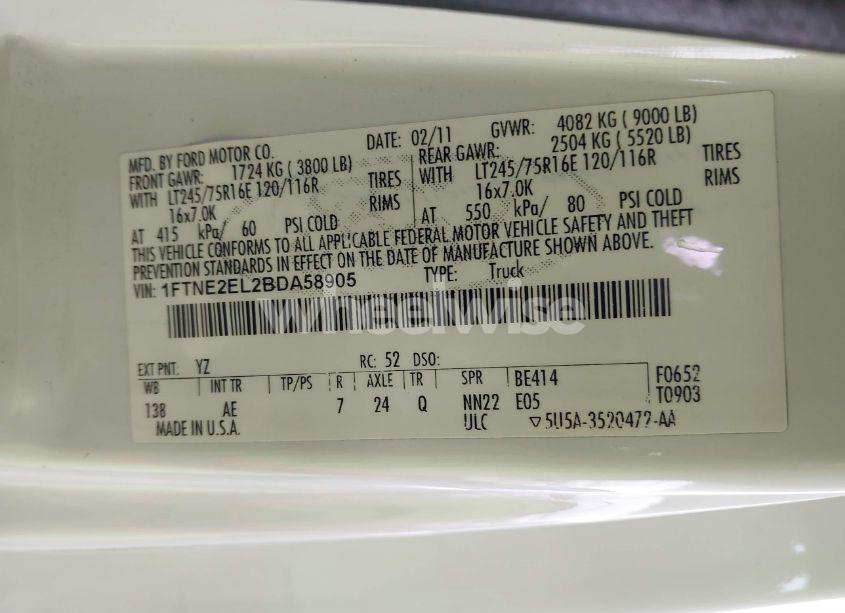 MFD. BY FORD MOTOR CO. DATE: 02/11 GVWR: 4082 KG ( 9000 LB)
FRONT GAWR: 1724 KG ( 3800 LB) REAR GAWR: 2504 KG ( 5520 LB)
WITH LT245/75R16E 120/116R TIRES WITH LT245/75R16E 120/116R TIRES
16x7.0K RIMS 16x7.0K RIMS
AT 415 kPa/ 60 PSI COLD AT 550 kPa/ 80 PSI COLD
THIS VEHICLE CONFORMS TO ALL APPLICABLE FEDERAL MOTOR VEHICLE SAFETY AND THEFT
PREVENTION STANDARDS IN EFFECT ON THE DATE OF MANUFACTURE SHOWN ABOVE.
VIN: 1FTNE2EL2BDA58905 TYPE: Truck
wheelwise
EXT PNT: YZ RC: 52 DSO:
WB INT TR TP/PS R AXLE TR SPR BE414 F0652
138 AE 7 24 Q NN22 E05 T0903
MADE IN U.S.A. ULC ▽5U5A-3520472-AA